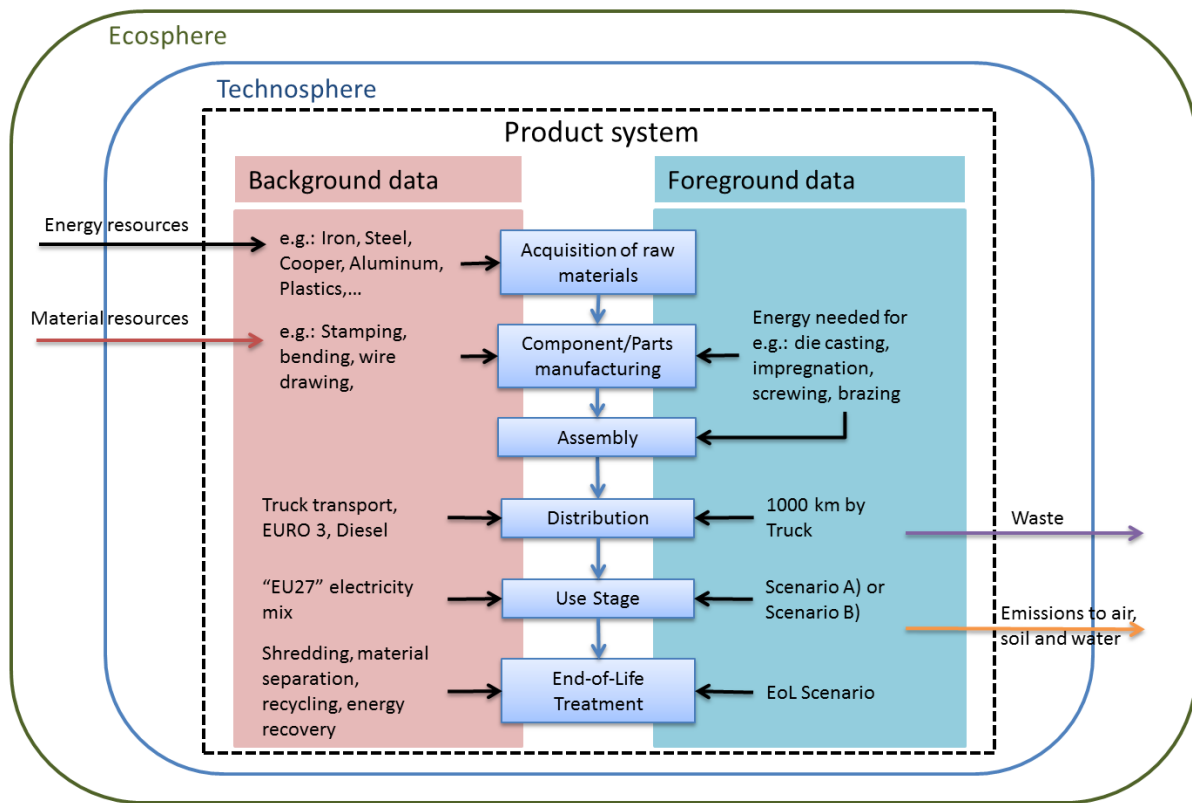 Ecosphere
Technosphere
Product system
Background data
Foreground data
Energy resources
e.g.: Iron, Steel,
Cooper, Aluminum,
Plastics,...
Acquisition of raw
materials
Material resources
e.g.: Stamping,
bending, wire
drawing,
Component/Parts
manufacturing
Energy needed for
e.g.: die casting,
impregnation,
screwing, brazing
Assembly
Truck transport,
EURO 3, Diesel
Distribution
1000 km by
Truck
Waste
“EU27” electricity
mix
Use Stage
Scenario A) or
Scenario B)
Emissions to air,
soil and water
Shredding, material
separation,
recycling, energy
recovery
End-of-Life
Treatment
EoL Scenario